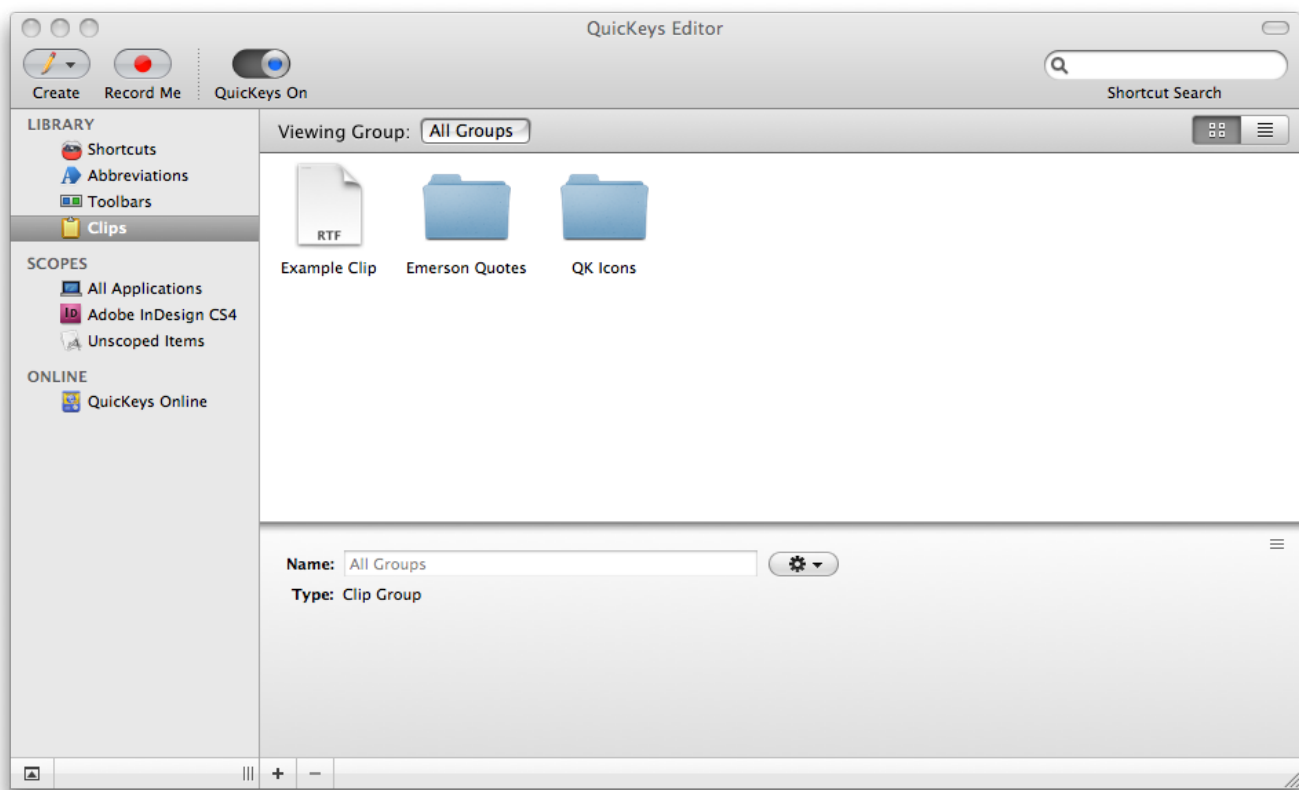 QuicKeys Editor
Create
Record Me
QuicKeys On
Shortcut Search
LIBRARY
Shortcuts
Abbreviations
Toolbars
Clips
SCOPES
All Applications
ID Adobe InDesign CS4
Unscoped Items
ONLINE
QuicKeys Online
Viewing Group: All Groups
RTF
Example Clip
Emerson Quotes
QK Icons
Name: All Groups
Type: Clip Group